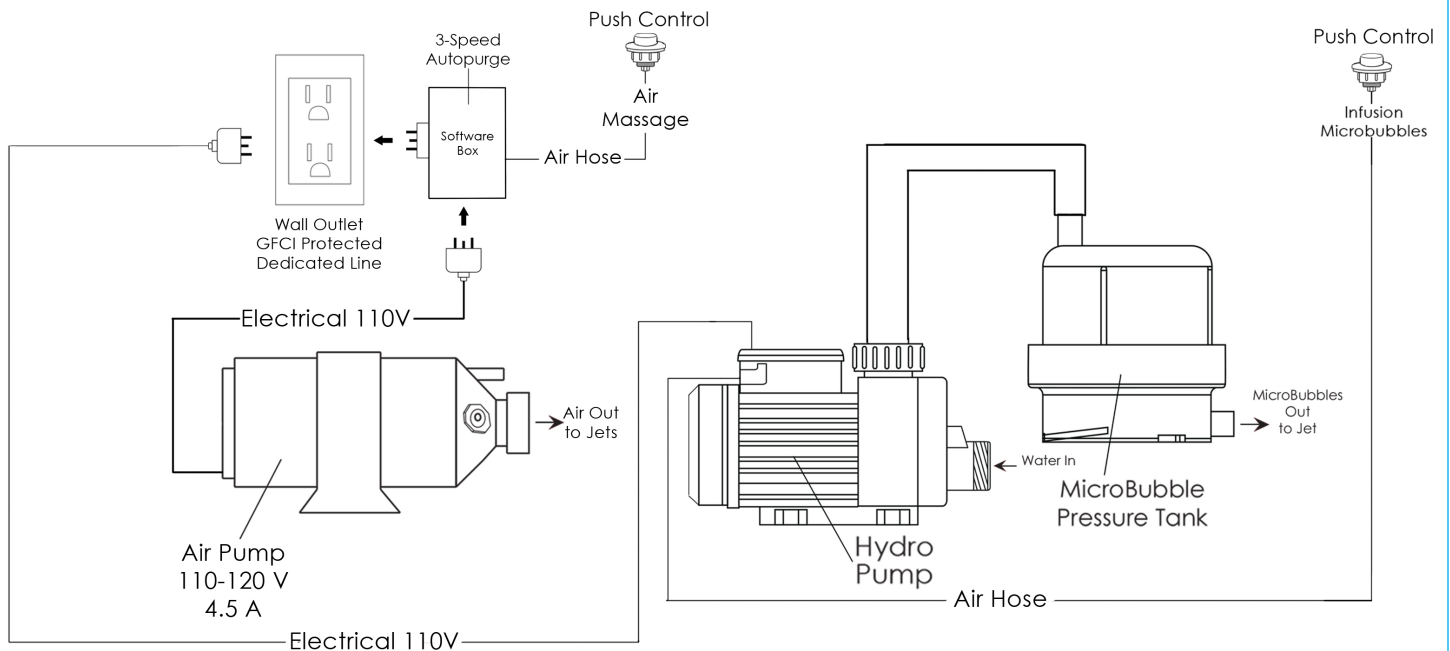 Push Control
3-Speed
Autopurge
Air
Massage
Software
Box
Air Hose
Wall Outlet
GFCI Protected
Dedicated Line
Electrical 110V
Air Out
to Jets
Air Pump
110-120 V
4.5 A
Electrical 110V
Push Control
Infusion
Microbubbles
MicroBubbles
Out
to Jet
Water In
MicroBubble
Pressure Tank
Hydro
Pump
Air Hose